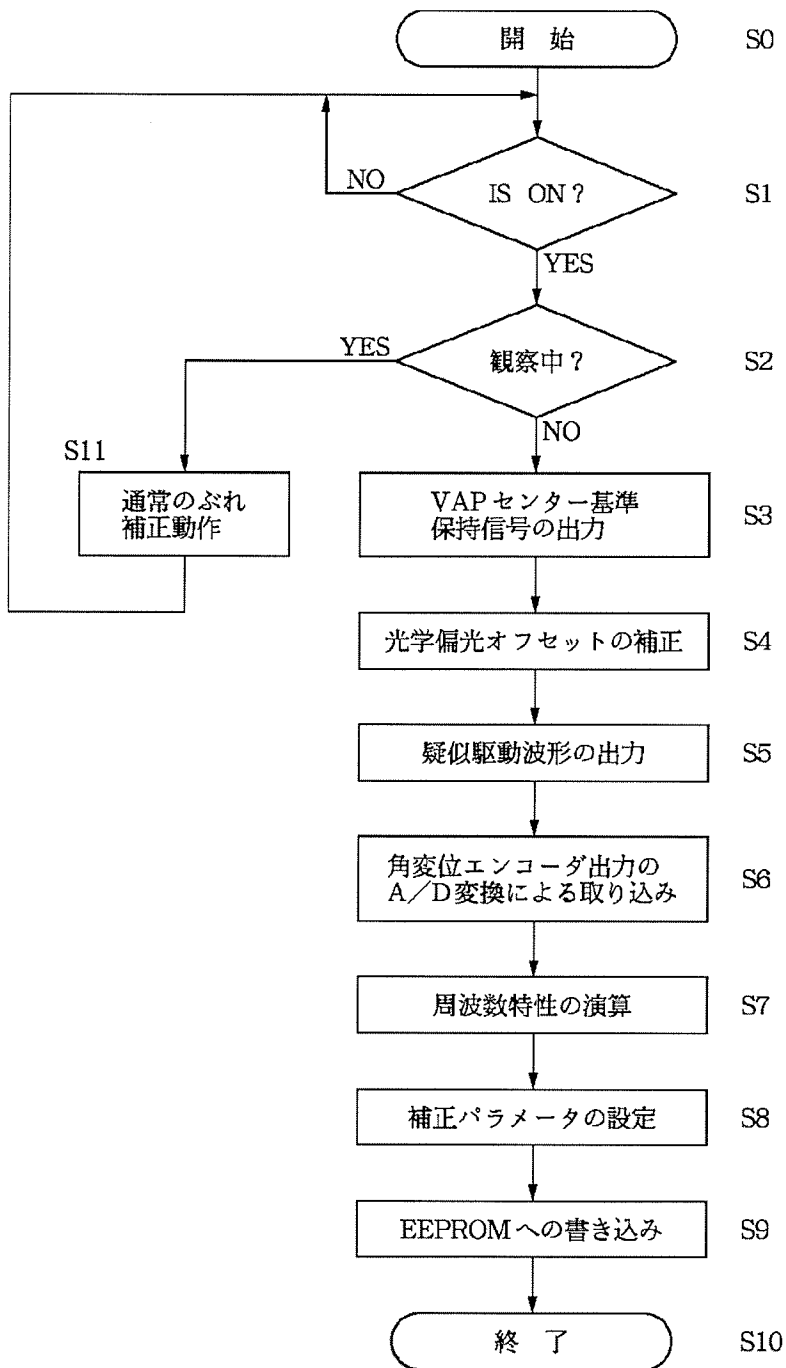 開 始
S0
IS ON?
S1
NO
YES
観察中?
S2
YES
NO
S11
通常のぶれ
補正動作
VAPセンター基準
保持信号の出力
S3
光学偏光オフセットの補正
S4
疑似駆動波形の出力
S5
角変位エンコーダ出力の
A/D変換による取り込み
S6
周波数特性の演算
S7
補正パラメータの設定
S8
EEPROMへの書き込み
S9
終 了
S10